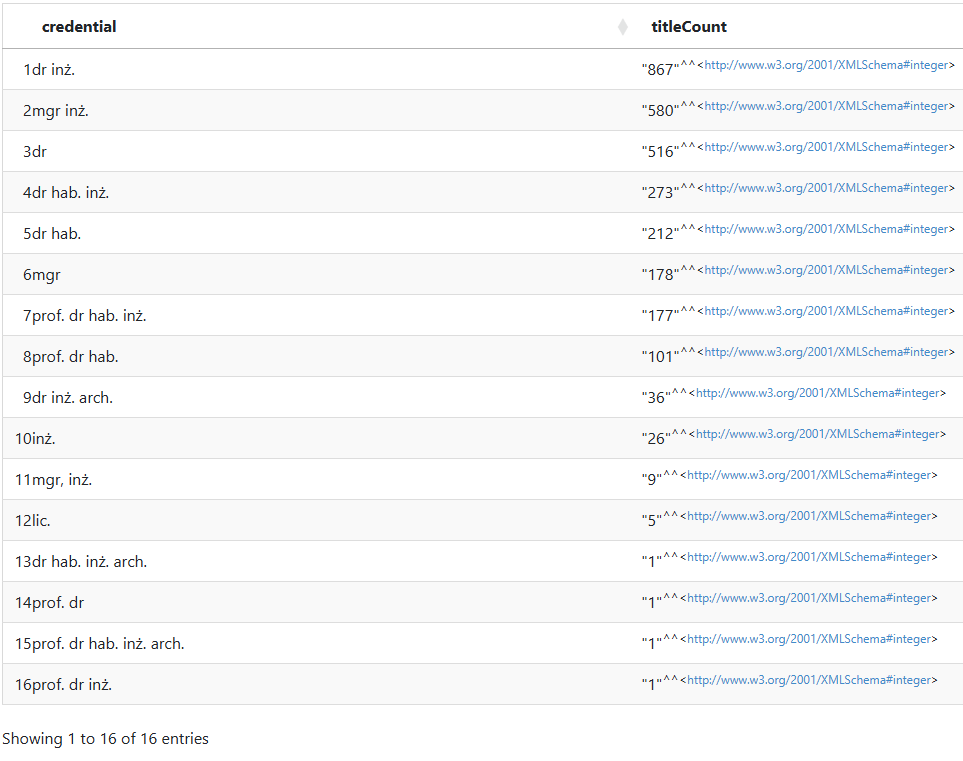 credential titleCount
1 dr inż. "867"^^<http://www.w3.org/2001/XMLSchema#integer>
2 mgr inż. "580"^^<http://www.w3.org/2001/XMLSchema#integer>
3 dr "516"^^<http://www.w3.org/2001/XMLSchema#integer>
4 dr hab. inż. "273"^^<http://www.w3.org/2001/XMLSchema#integer>
5 dr hab. "212"^^<http://www.w3.org/2001/XMLSchema#integer>
6 mgr "178"^^<http://www.w3.org/2001/XMLSchema#integer>
7 prof. dr hab. inż. "177"^^<http://www.w3.org/2001/XMLSchema#integer>
8 prof. dr hab. "101"^^<http://www.w3.org/2001/XMLSchema#integer>
9 dr inż. arch. "36"^^<http://www.w3.org/2001/XMLSchema#integer>
10 inż. "26"^^<http://www.w3.org/2001/XMLSchema#integer>
11 mgr, inż. "9"^^<http://www.w3.org/2001/XMLSchema#integer>
12 lic. "5"^^<http://www.w3.org/2001/XMLSchema#integer>
13 dr hab. inż. arch. "1"^^<http://www.w3.org/2001/XMLSchema#integer>
14 prof. dr "1"^^<http://www.w3.org/2001/XMLSchema#integer>
15 prof. dr hab. inż. arch. "1"^^<http://www.w3.org/2001/XMLSchema#integer>
16 prof. dr inż. "1"^^<http://www.w3.org/2001/XMLSchema#integer>
Showing 1 to 16 of 16 entries